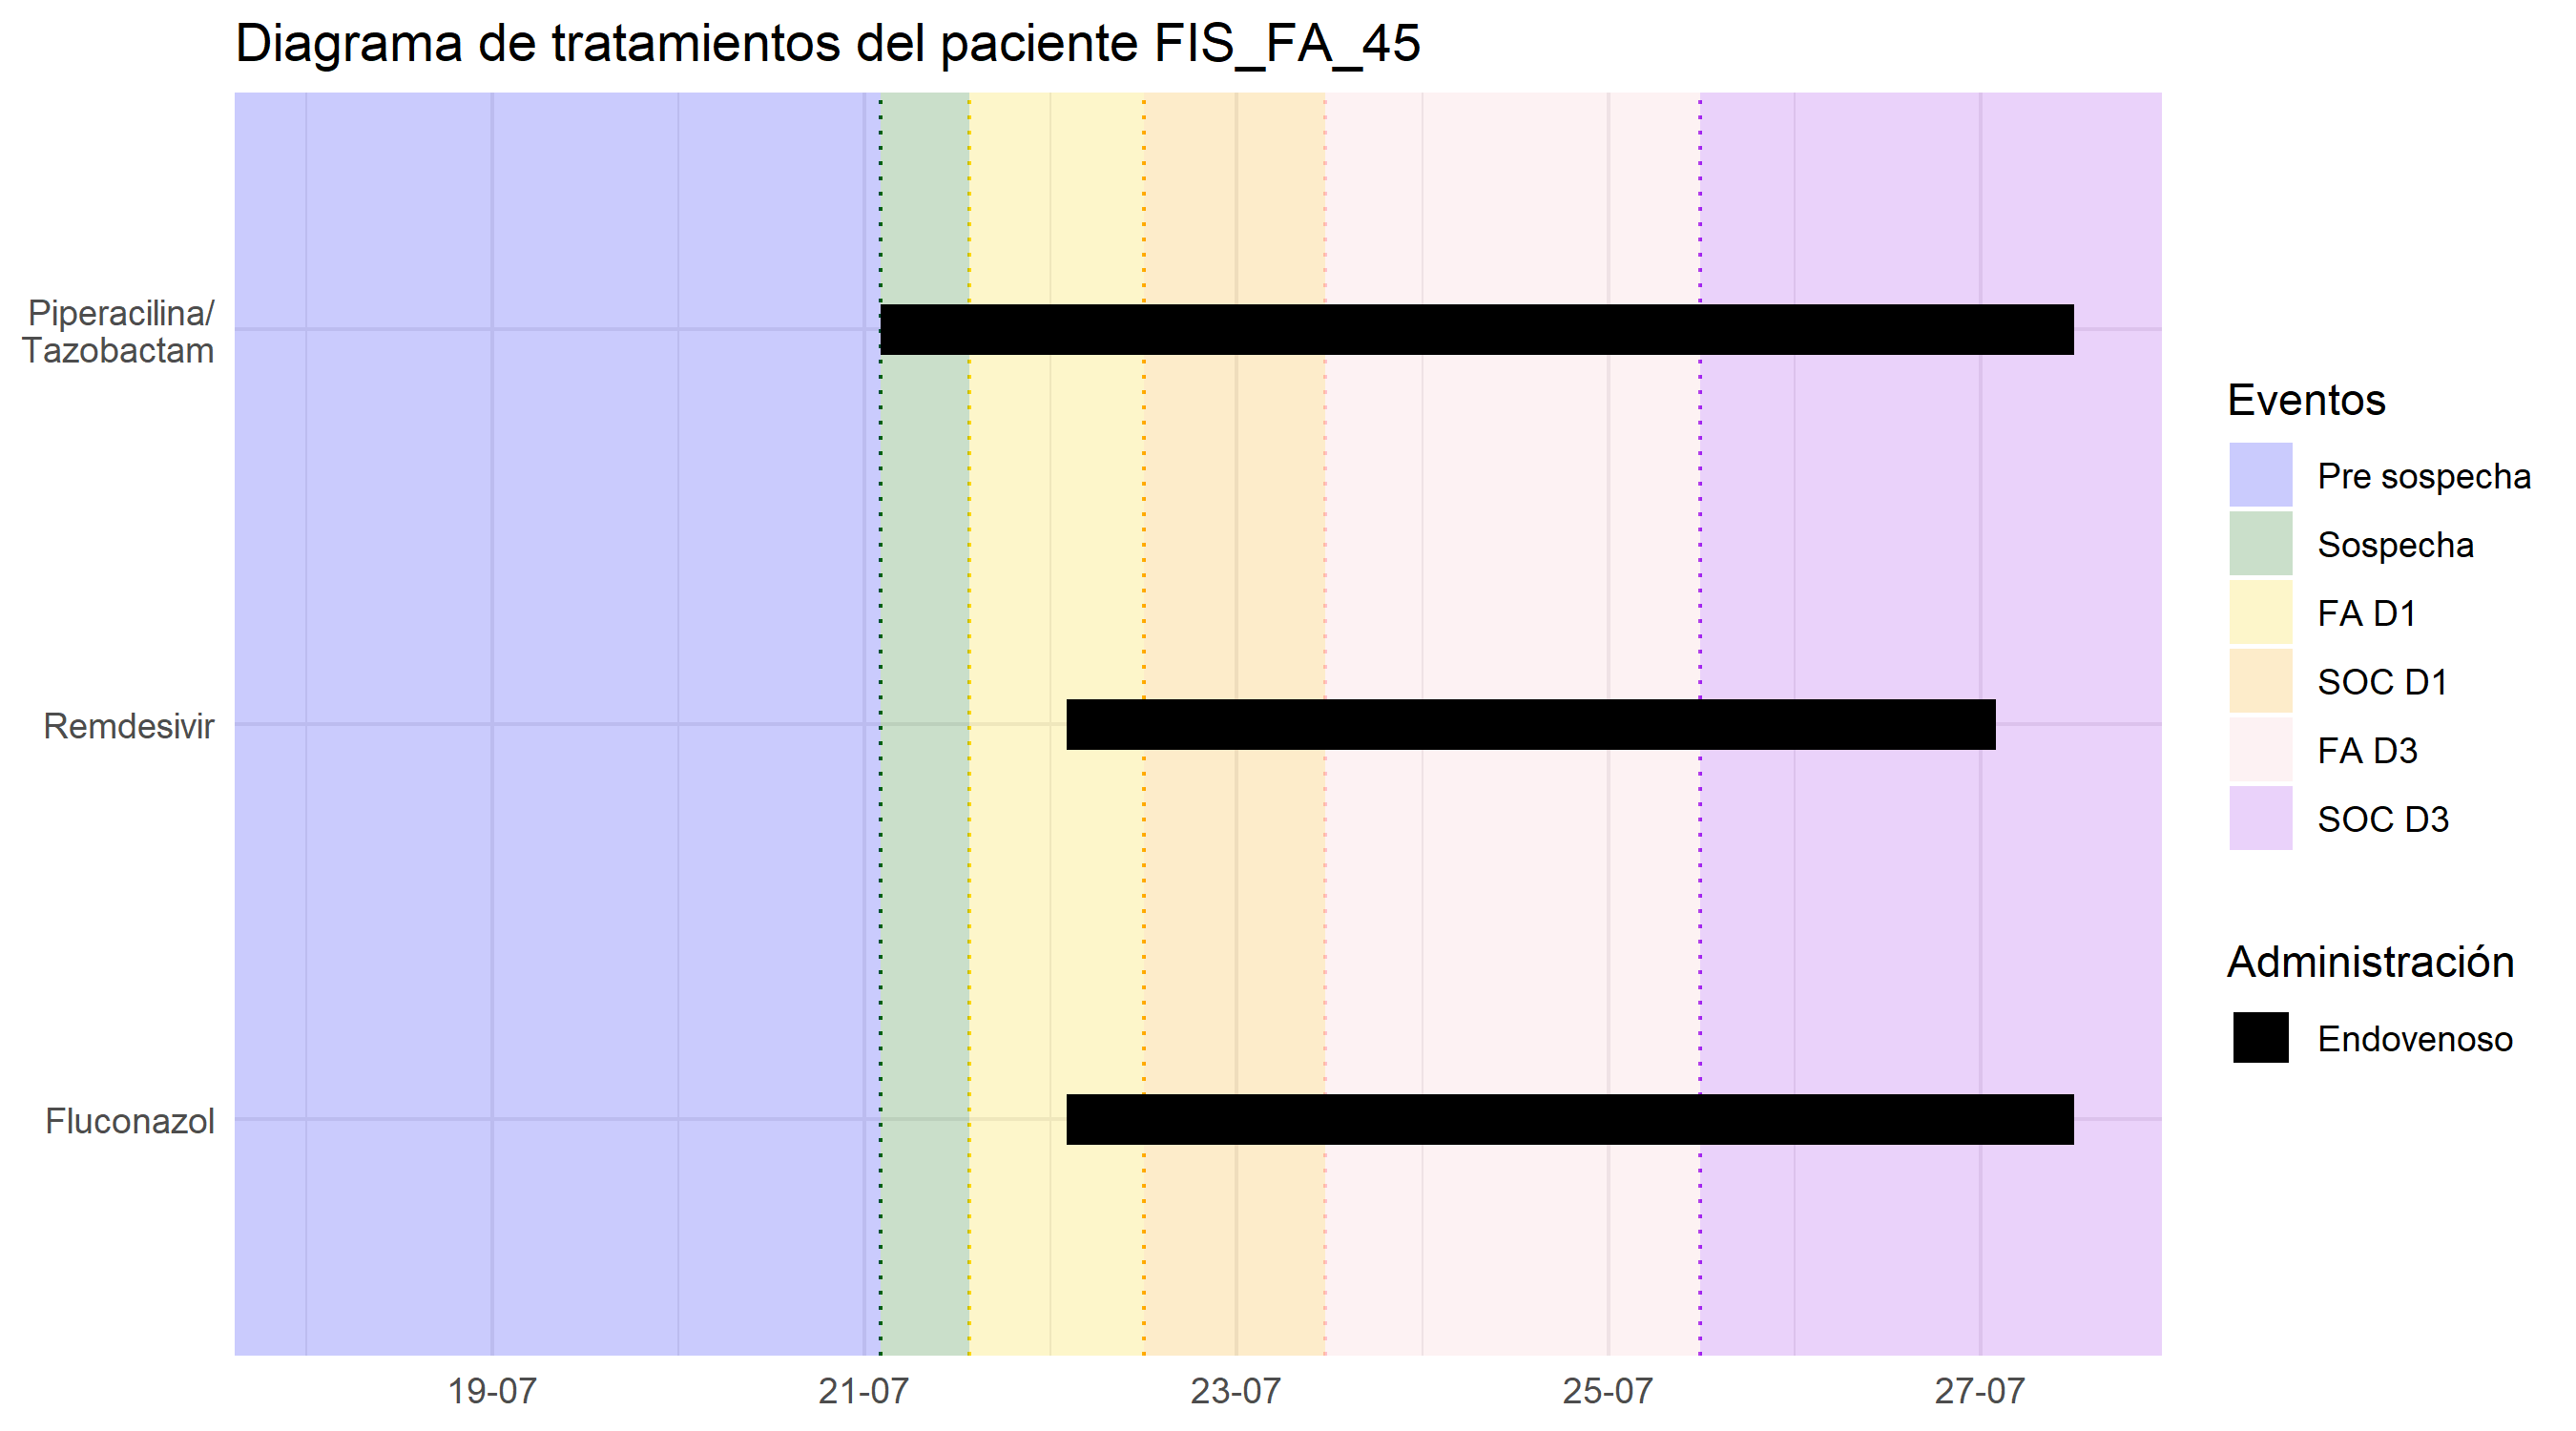 Diagrama de tratamientos del paciente FIS_FA_45
Piperacilina/
Tazobactam
Remdesivir
Fluconazol
19-07
21-07
23-07
25-07
27-07
Eventos
Pre sospecha
Sospecha
FA D1
SOC D1
FA D3
SOC D3
Administración
Endovenoso